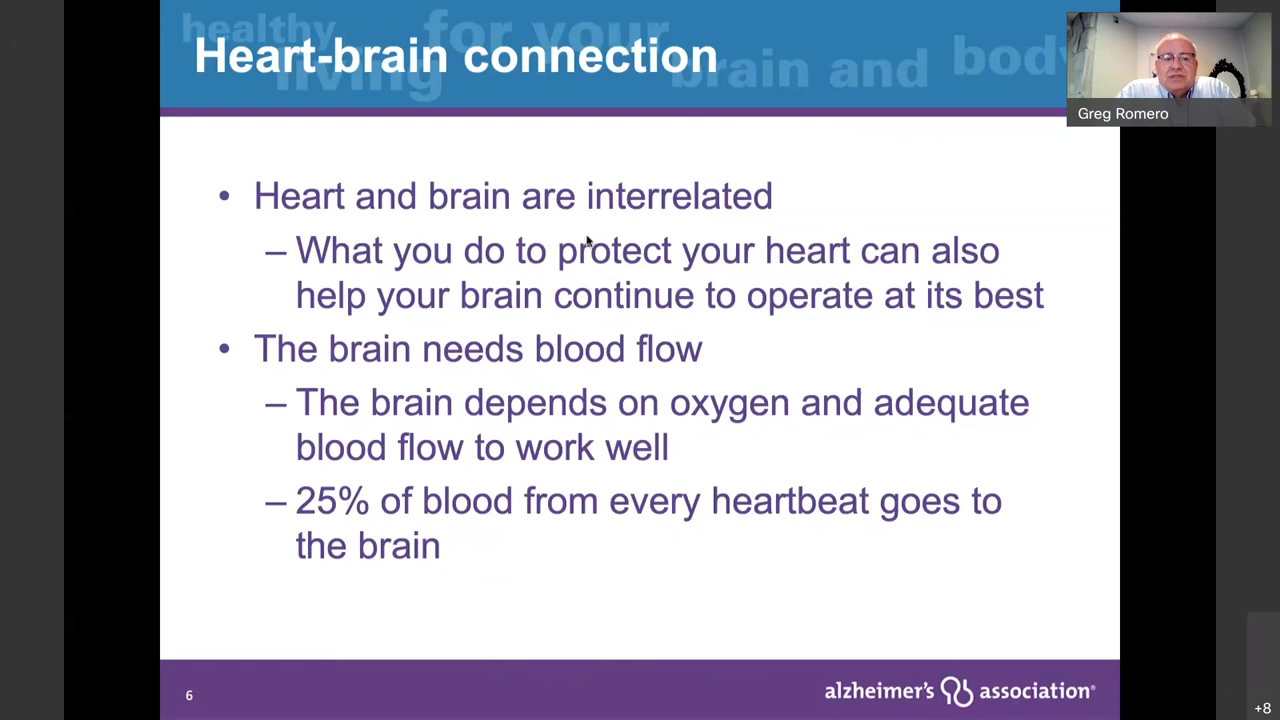 healthy living for your brain and body
Heart-brain connection
Greg Romero
• Heart and brain are interrelated
– What you do to protect your heart can also
help your brain continue to operate at its best
• The brain needs blood flow
– The brain depends on oxygen and adequate
blood flow to work well
– 25% of blood from every heartbeat goes to
the brain
6
alzheimer's association®
+8